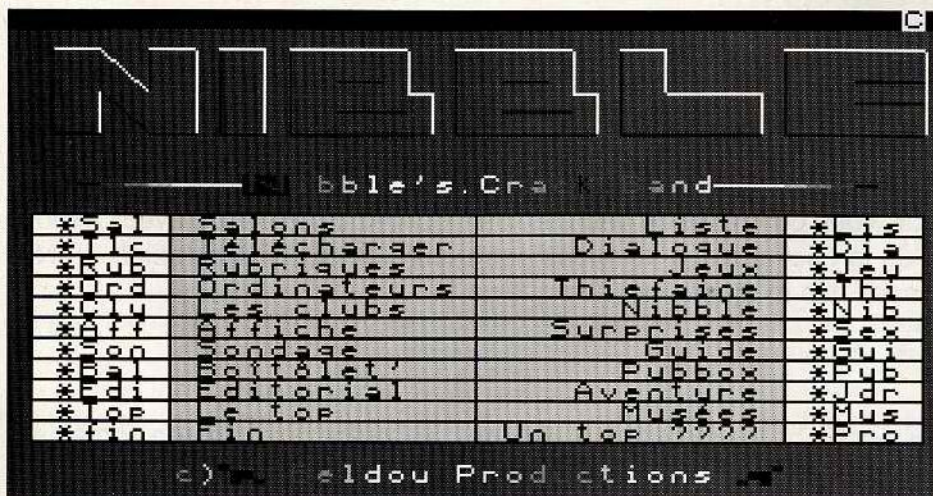 C
NIBBLE
bble's.Cra K and
*Sal Salons Liste *Lis
*Tlc Télécharger Dialogue *Dia
*Rub Rubriques Jeux *Jeu
*Ord Ordinateurs Thiefaine *Thi
*Clu Les clubs Nibble *Nib
*Aff Affiche Surprises *Sex
*Son Sondage Guide *Gui
*Bal Boîtàlet' Pubbox *Pub
*Edi Editorial Aventure *Jdr
*Top Le top Musées *Mus
*fin Fin Un top ???? *Pro
c) eldou Prod ctions